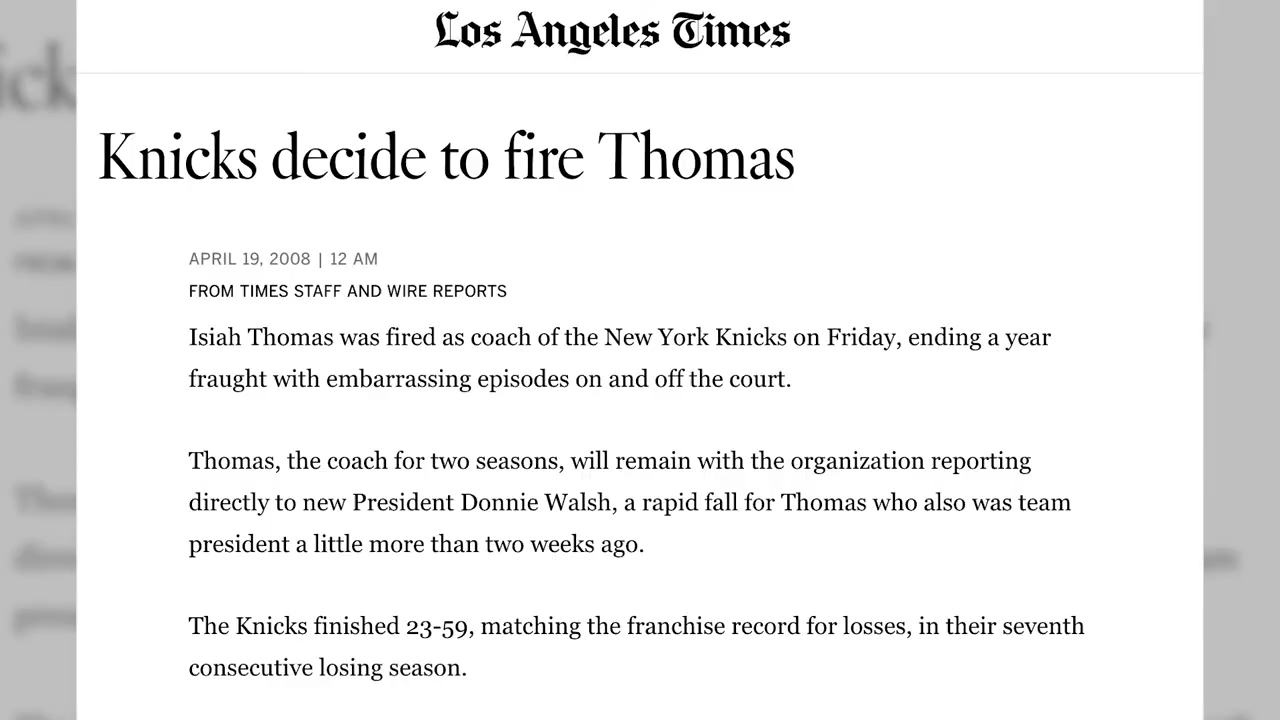 Los Angeles Times
Knicks decide to fire Thomas
APRIL 19, 2008 | 12 AM
FROM TIMES STAFF AND WIRE REPORTS
Isiah Thomas was fired as coach of the New York Knicks on Friday, ending a year
fraught with embarrassing episodes on and off the court.
Thomas, the coach for two seasons, will remain with the organization reporting
directly to new President Donnie Walsh, a rapid fall for Thomas who also was team
president a little more than two weeks ago.
The Knicks finished 23-59, matching the franchise record for losses, in their seventh
consecutive losing season.